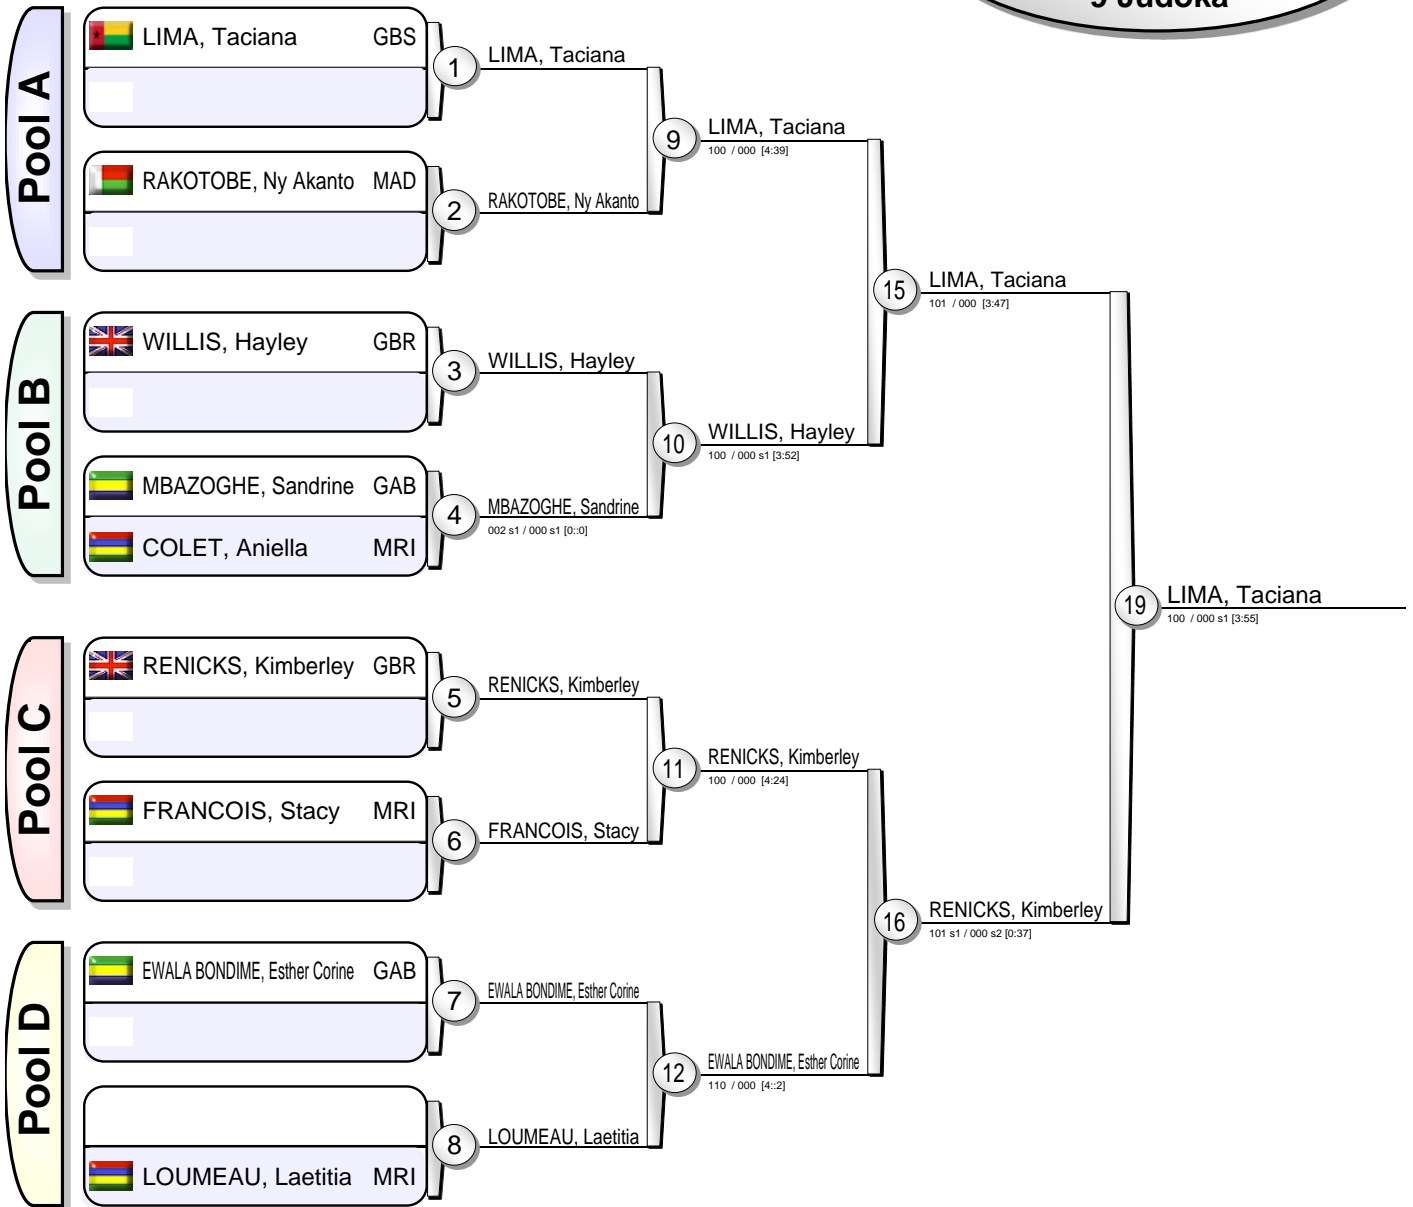 9 Judoka
Pool A
LIMA, Taciana GBS
1
LIMA, Taciana
RAKOTOBE, Ny Akanto MAD
2
RAKOTOBE, Ny Akanto
9
LIMA, Taciana
100 / 000 [4:39]
Pool B
WILLIS, Hayley GBR
3
WILLIS, Hayley
MBAZOGHE, Sandrine GAB
COLET, Aniella MRI
4
MBAZOGHE, Sandrine
002 s1 / 000 s1 [0::0]
10
WILLIS, Hayley
100 / 000 s1 [3:52]
15
LIMA, Taciana
101 / 000 [3:47]
Pool C
RENICKS, Kimberley GBR
5
RENICKS, Kimberley
FRANCOIS, Stacy MRI
6
FRANCOIS, Stacy
11
RENICKS, Kimberley
100 / 000 [4:24]
Pool D
EWALA BONDIME, Esther Corine GAB
7
EWALA BONDIME, Esther Corine
LOUMEAU, Laetitia MRI
8
LOUMEAU, Laetitia
12
EWALA BONDIME, Esther Corine
110 / 000 [4::2]
16
RENICKS, Kimberley
101 s1 / 000 s2 [0:37]
19
LIMA, Taciana
100 / 000 s1 [3:55]